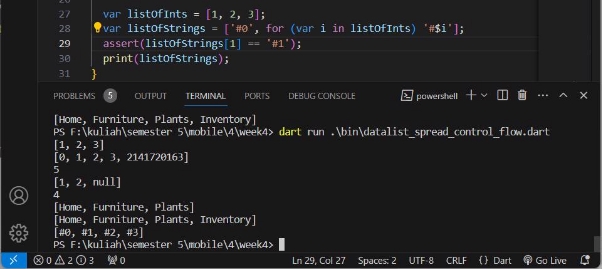 26
27 var listOfInts = [1, 2, 3];
28 var listOfStrings = ['#0', for (var i in listOfInts) '#$i'];
29 assert(listOfStrings[1] == '#1');
30 print(listOfStrings);
31 }
PROBLEMS 5 OUTPUT TERMINAL PORTS DEBUG CONSOLE powershell
[Home, Furniture, Plants, Inventory]
PS F:\kuliah\semester 5\mobile\4\week4> dart run .\bin\datalist_spread_control_flow.dart
[1, 2, 3]
[0, 1, 2, 3, 2141720163]
5
[1, 2, null]
4
[Home, Furniture, Plants]
[Home, Furniture, Plants, Inventory]
[#0, #1, #2, #3]
PS F:\kuliah\semester 5\mobile\4\week4>
0 2 3 0 Ln 29, Col 27 Spaces: 2 UTF-8 CRLF {} Dart Go Live